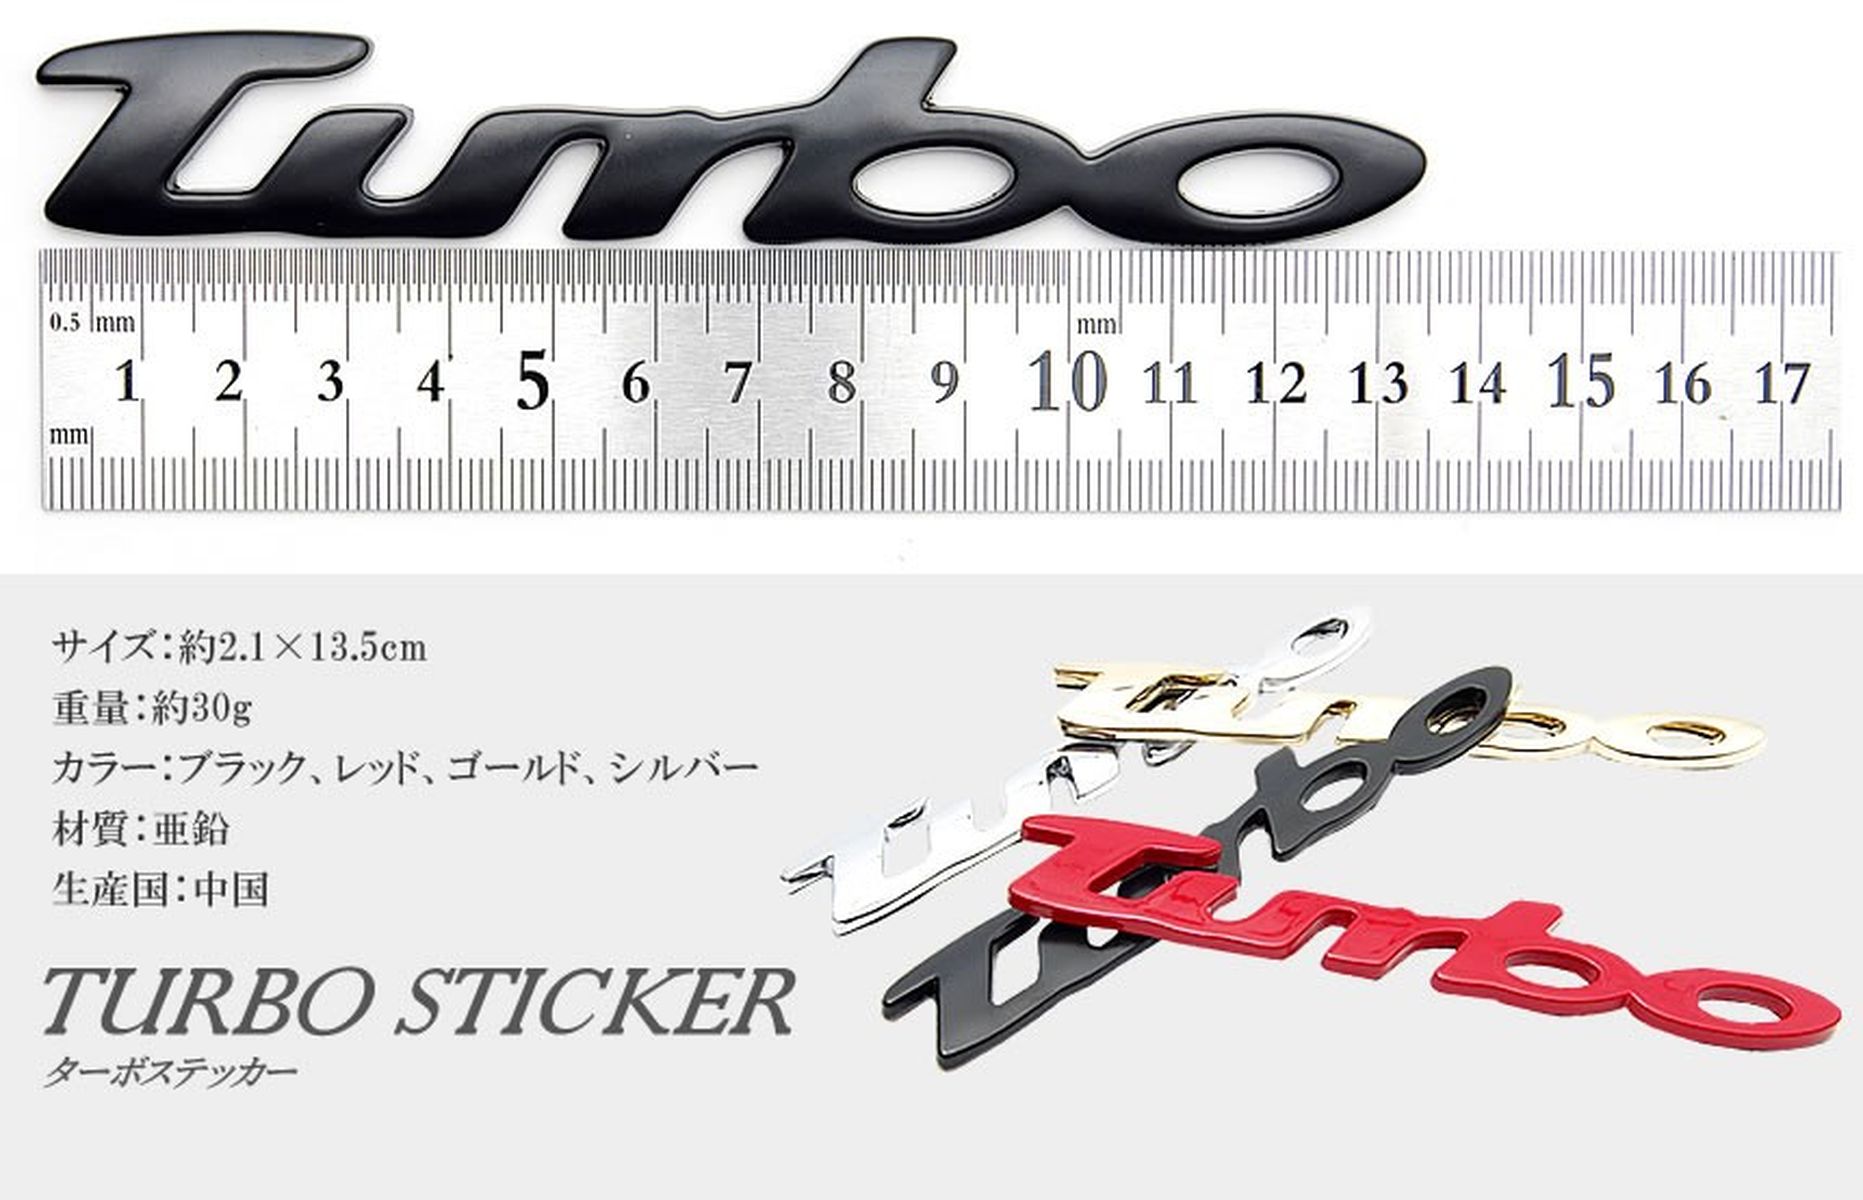 Turbo
0.5 mm
mm
1 2 3 4 5 6 7 8 9 10 11 12 13 14 15 16 17
mm
サイズ：約2.1×13.5cm
重量：約30g
カラー：ブラック、レッド、ゴールド、シルバー
材質：亜鉛
生産国：中国
TURBO STICKER
ターボステッカー
Turbo
Turbo
Turbo
Turbo